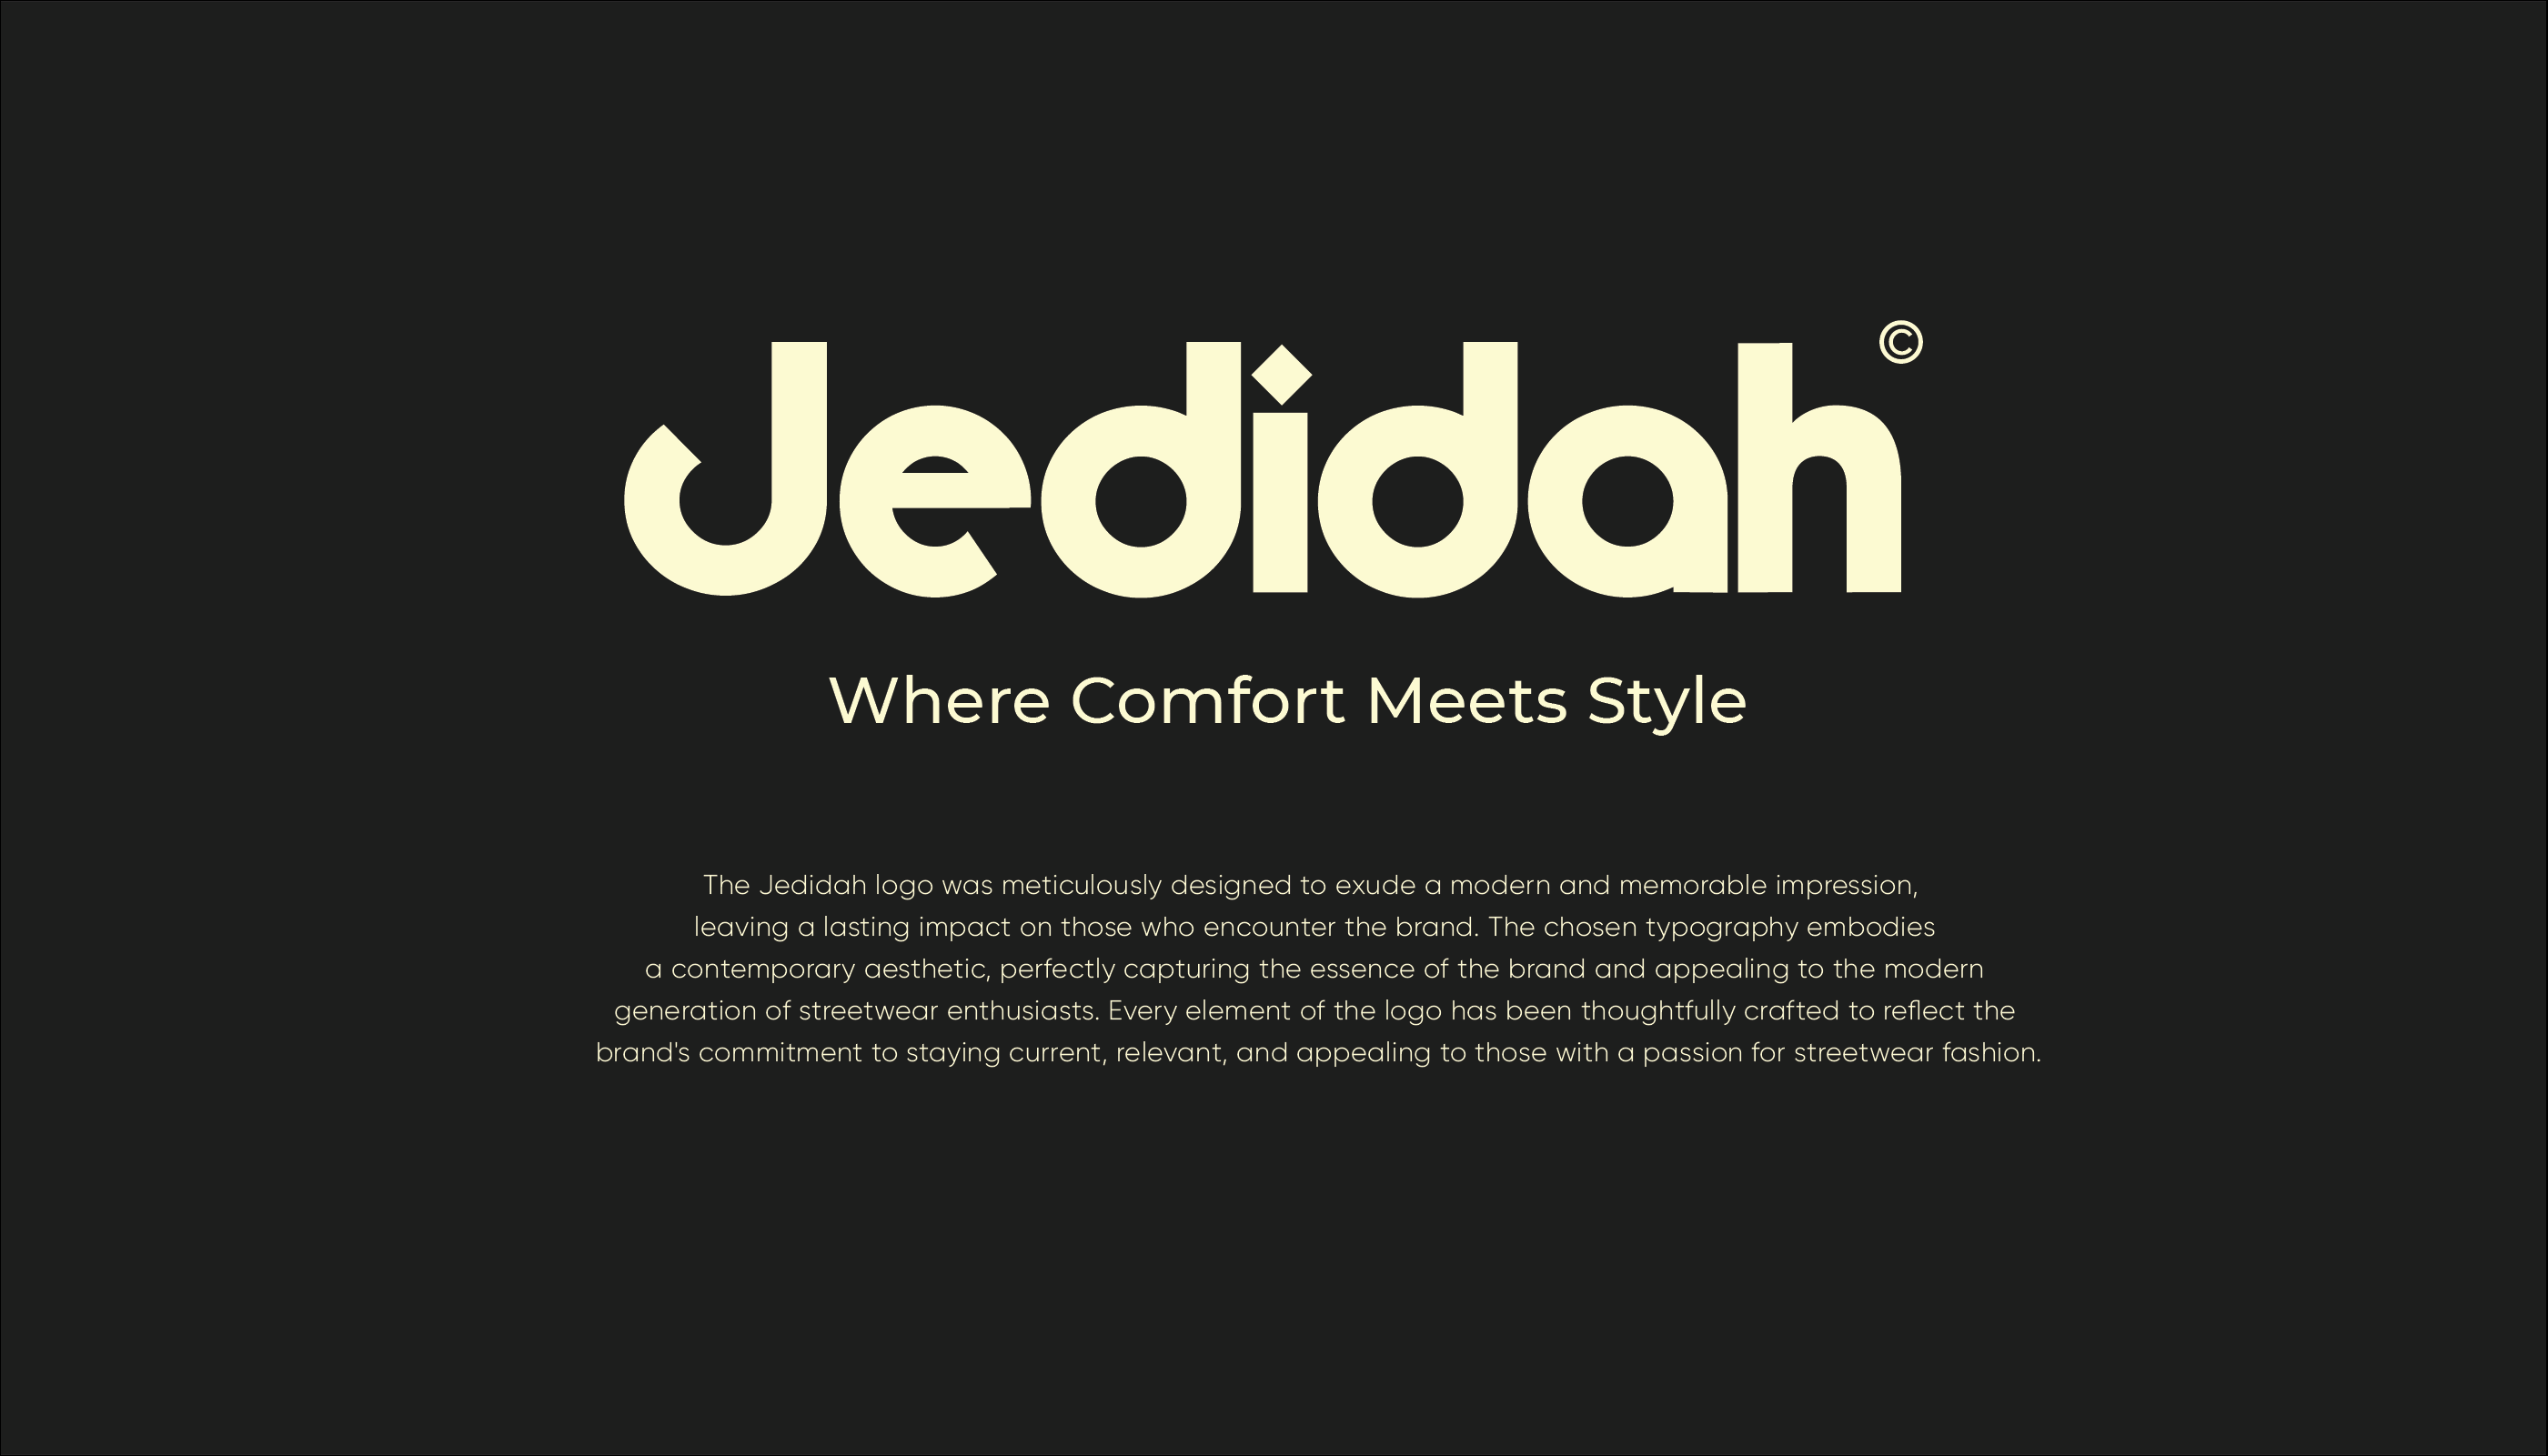 Jedidah©
Where Comfort Meets Style
The Jedidah logo was meticulously designed to exude a modern and memorable impression,
leaving a lasting impact on those who encounter the brand. The chosen typography embodies
a contemporary aesthetic, perfectly capturing the essence of the brand and appealing to the modern
generation of streetwear enthusiasts. Every element of the logo has been thoughtfully crafted to reflect the
brand's commitment to staying current, relevant, and appealing to those with a passion for streetwear fashion.